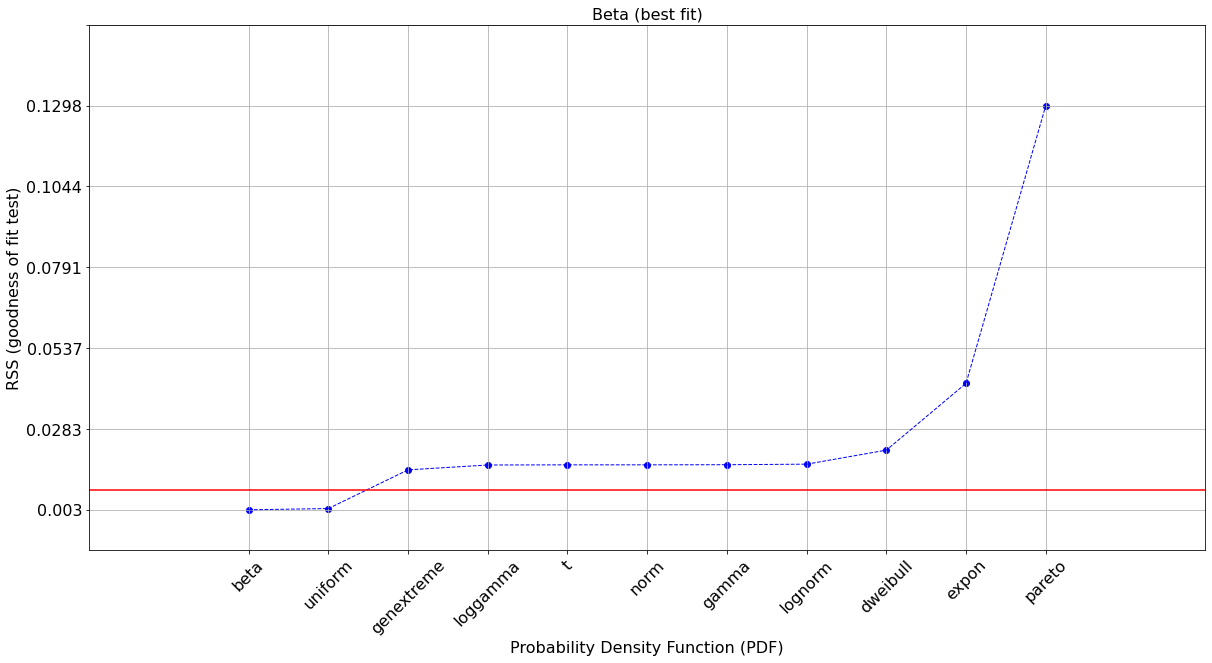 Beta (best fit)
RSS (goodness of fit test)
0.1298
0.1044
0.0791
0.0537
0.0283
0.003
beta
uniform
genextreme
loggamma
t
norm
gamma
lognorm
dweibull
expon
pareto
Probability Density Function (PDF)